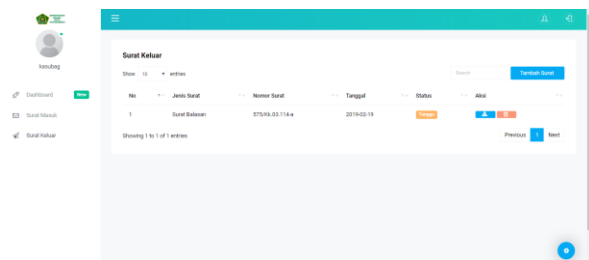 kasubag
Dashboard New
Surat Masuk
Surat Keluar
Surat Keluar
Show 10 entries
Search
Tambah Surat
No Jenis Surat Nomor Surat Tanggal Status Aksi
1 Surat Balasan 2019-02-19
Showing 1 to 1 of 1 entries
Previous 1 Next